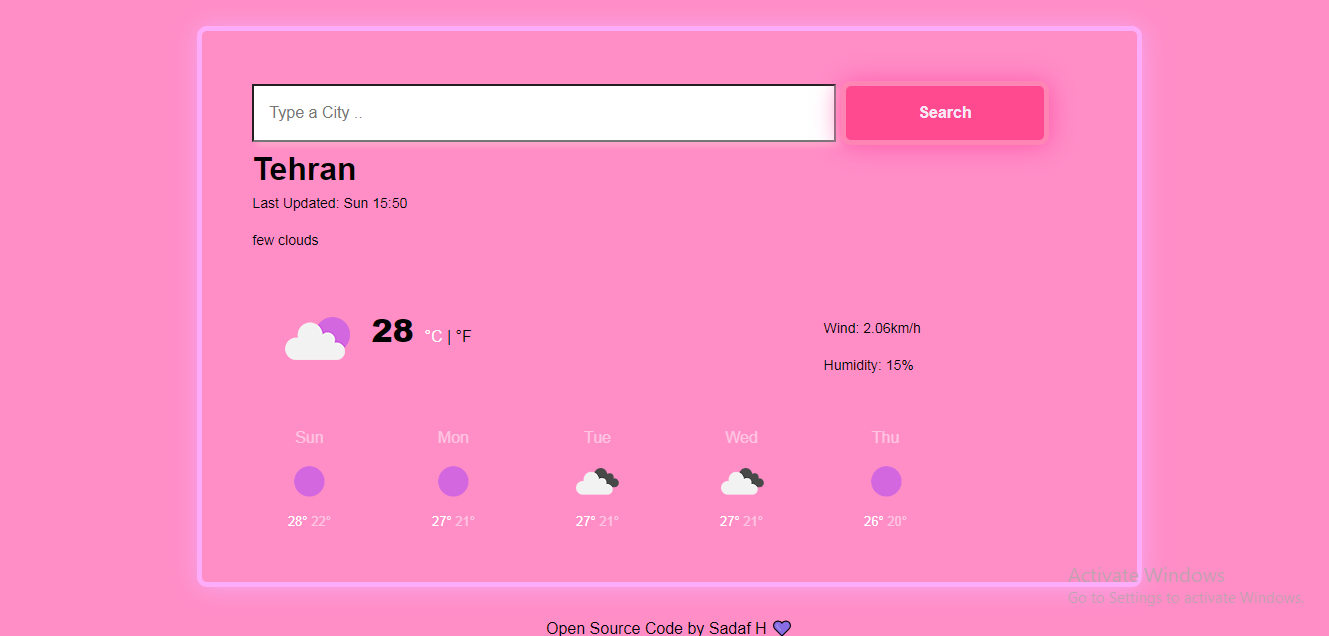 Type a City ..
Search
Tehran
Last Updated: Sun 15:50
few clouds
28 °C | °F
Wind: 2.06km/h
Humidity: 15%
Sun Mon Tue Wed Thu
28° 22° 27° 21° 27° 21° 27° 21° 26° 20°
Activate Windows
Go to Settings to activate Windows.
Open Source Code by Sadaf H 💜